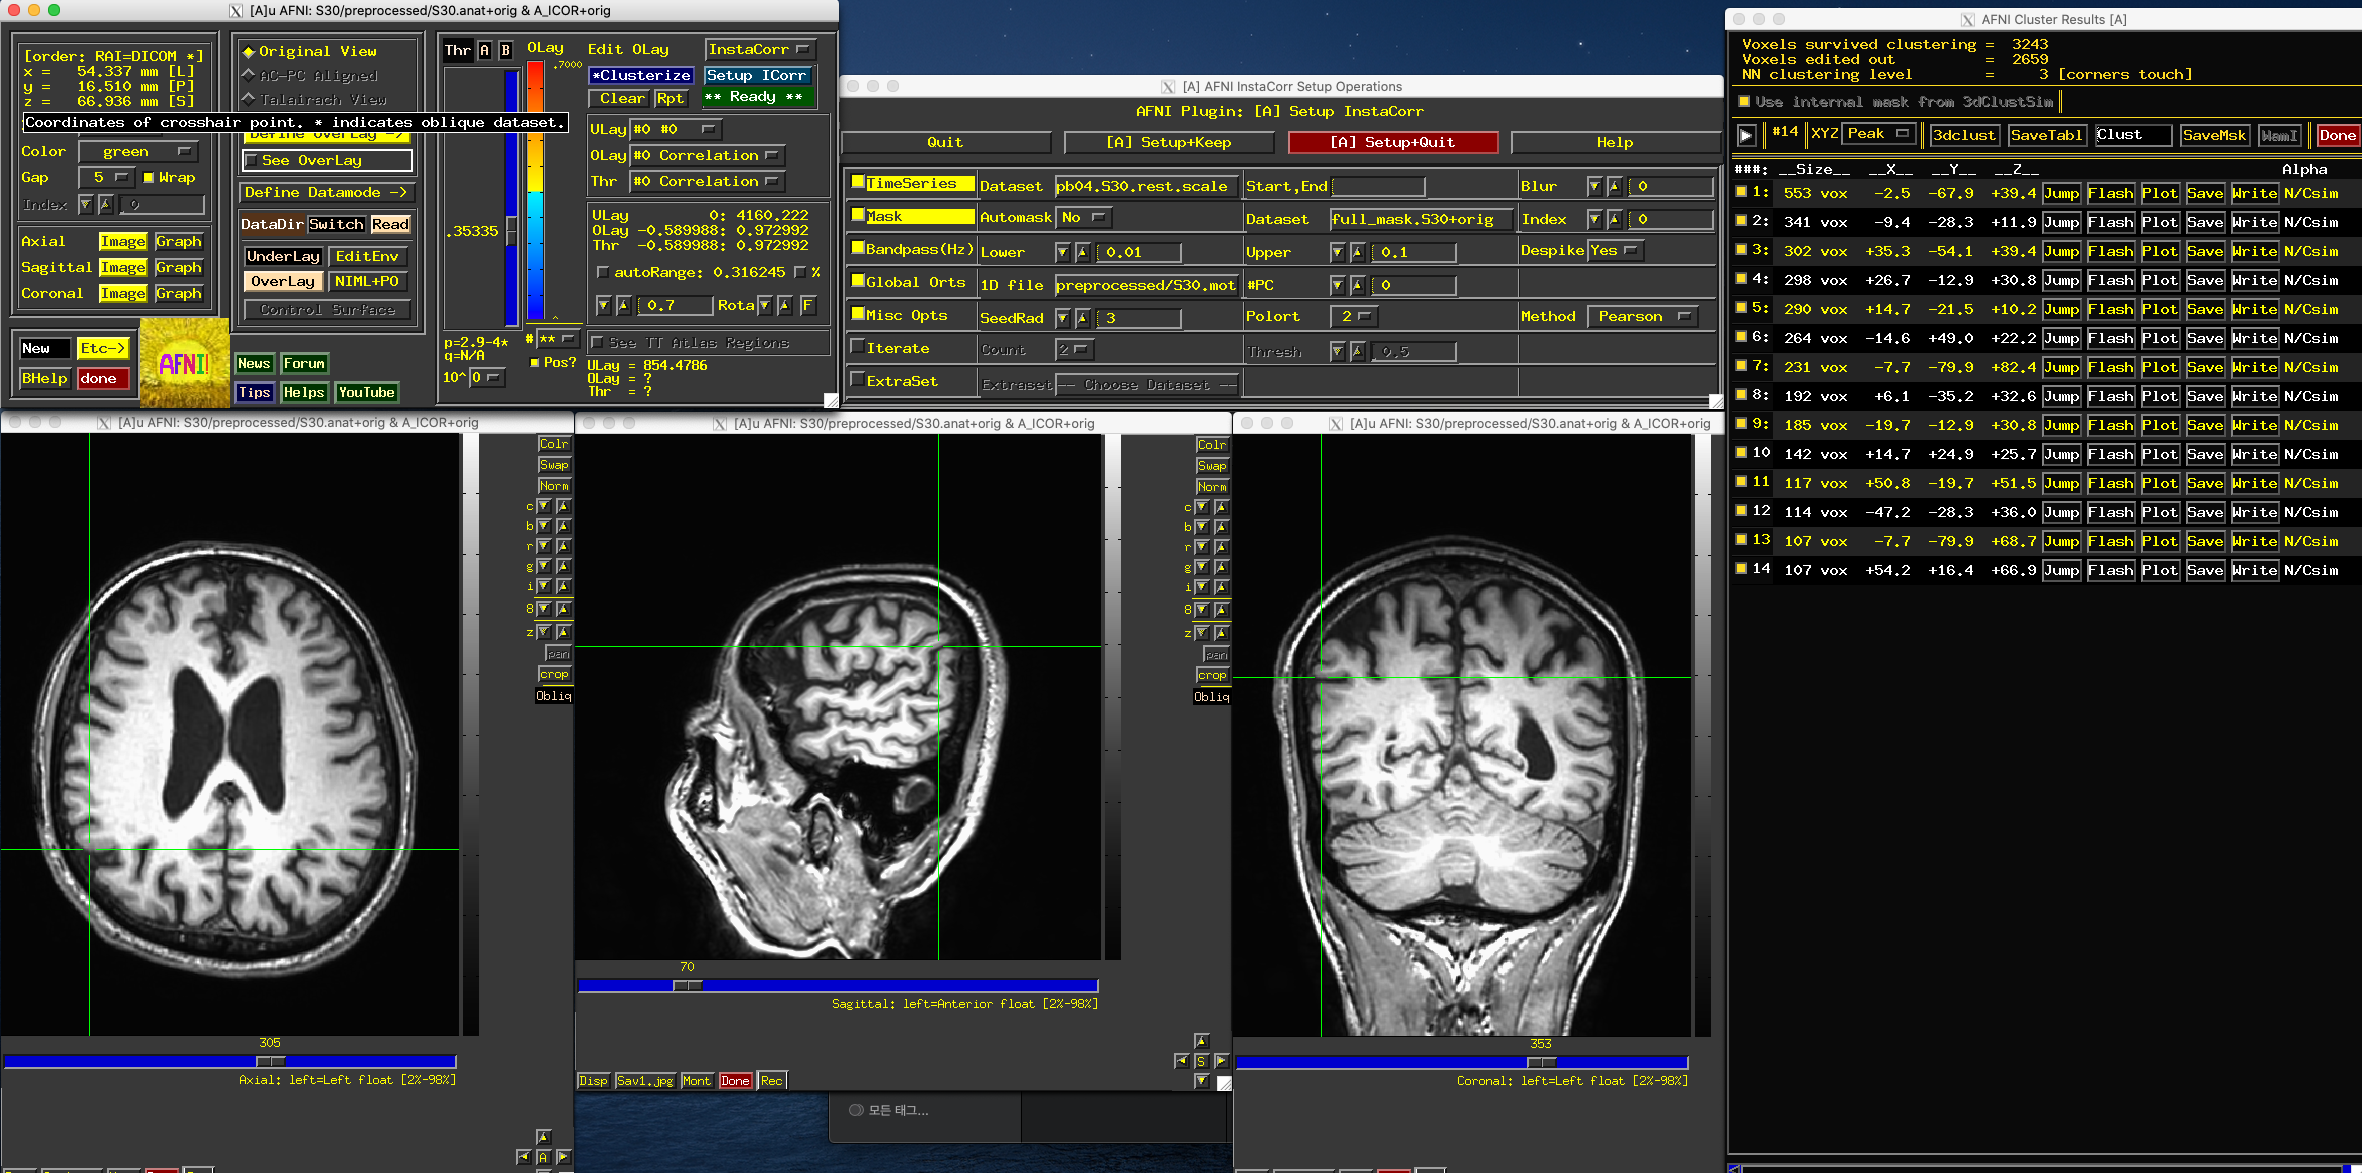 [A]u AFNI: S30/preprocessed/S30.anat+orig & A_ICOR+orig
[order: RAI=DICOM *]
x = 54.337 mm [L]
y = 16.510 mm [P]
z = 66.936 mm [S]
Coordinates of crosshair point. * indicates oblique dataset.
Color green
Gap 5 Wrap
Index 0
Axial Image Graph
Sagittal Image Graph
Coronal Image Graph
New Etc->
BHelp done
AFNI!
Original View
AC-PC Aligned
Talairach View
Define OverLay ->
See OverLay
Define Datamode ->
DataDir Switch Read
UnderLay EditEnv
OverLay NIML+PO
Control Surface
News Forum
Tips Helps YouTube
Thr A B OLay
.7000
.35335
p=2.9-4*
q=N/A
10^ 0
# **
Pos?
Edit OLay InstaCorr
*Clusterize Setup ICorr
Clear Rpt ** Ready **
ULay #0 #0
OLay #0 Correlation
Thr #0 Correlation
ULay 0: 4160.222
OLay -0.589988: 0.972992
Thr -0.589988: 0.972992
autoRange: 0.316245 %
0.7 Rota F
See TT Atlas Regions
ULay = 854.4786
OLay = ?
Thr = ?
[A] AFNI InstaCorr Setup Operations
AFNI Plugin: [A] Setup InstaCorr
Quit [A] Setup+Keep [A] Setup+Quit Help
TimeSeries Dataset pb04.S30.rest.scale Start,End Blur 0
Mask Automask No Dataset full_mask.S30+orig Index 0
Bandpass(Hz) Lower 0.01 Upper 0.1 Despike Yes
Global Orts 1D file preprocessed/S30.mot #PC 0
Misc Opts SeedRad 3 Polort 2 Method Pearson
Iterate Count 2 Thresh 0.5
ExtraSet Extraset -- Choose Dataset --
AFNI Cluster Results [A]
Voxels survived clustering = 3243
Voxels edited out = 2659
NN clustering level = 3 [corners touch]
Use internal mask from 3dClustSim
#14 XYZ Peak 3dclust SaveTabl Clust SaveMsk WamI Done
###: __Size__ __X__ __Y__ __Z__ Alpha
1: 553 vox -2.5 -67.9 +39.4 Jump Flash Plot Save Write N/Csim
2: 341 vox -9.4 -28.3 +11.9 Jump Flash Plot Save Write N/Csim
3: 302 vox +35.3 -54.1 +39.4 Jump Flash Plot Save Write N/Csim
4: 298 vox +26.7 -12.9 +30.8 Jump Flash Plot Save Write N/Csim
5: 290 vox +14.7 -21.5 +10.2 Jump Flash Plot Save Write N/Csim
6: 264 vox -14.6 +49.0 +22.2 Jump Flash Plot Save Write N/Csim
7: 231 vox -7.7 -79.9 +82.4 Jump Flash Plot Save Write N/Csim
8: 192 vox +6.1 -35.2 +32.6 Jump Flash Plot Save Write N/Csim
9: 185 vox -19.7 -12.9 +30.8 Jump Flash Plot Save Write N/Csim
10 142 vox +14.7 +24.9 +25.7 Jump Flash Plot Save Write N/Csim
11 117 vox +50.8 -19.7 +51.5 Jump Flash Plot Save Write N/Csim
12 114 vox -47.2 -28.3 +36.0 Jump Flash Plot Save Write N/Csim
13 107 vox -7.7 -79.9 +68.7 Jump Flash Plot Save Write N/Csim
14 107 vox +54.2 +16.4 +66.9 Jump Flash Plot Save Write N/Csim
[A]u AFNI: S30/preprocessed/S30.anat+orig & A_ICOR+orig
Colr
Swap
Norm
c
b
r
g
i
8
z
pan
crop
Obliq
305
Axial: left=Left float [2%-98%]
A
[A]u AFNI: S30/preprocessed/S30.anat+orig & A_ICOR+orig
Colr
Swap
Norm
c
b
r
g
i
8
z
pan
crop
Obliq
70
Sagittal: left=Anterior float [2%-98%]
S
Disp Sav1.jpg Mont Done Rec
모든 태그...
[A]u AFNI: S30/preprocessed/S30.anat+orig & A_ICOR+orig
353
Coronal: left=Left float [2%-98%]